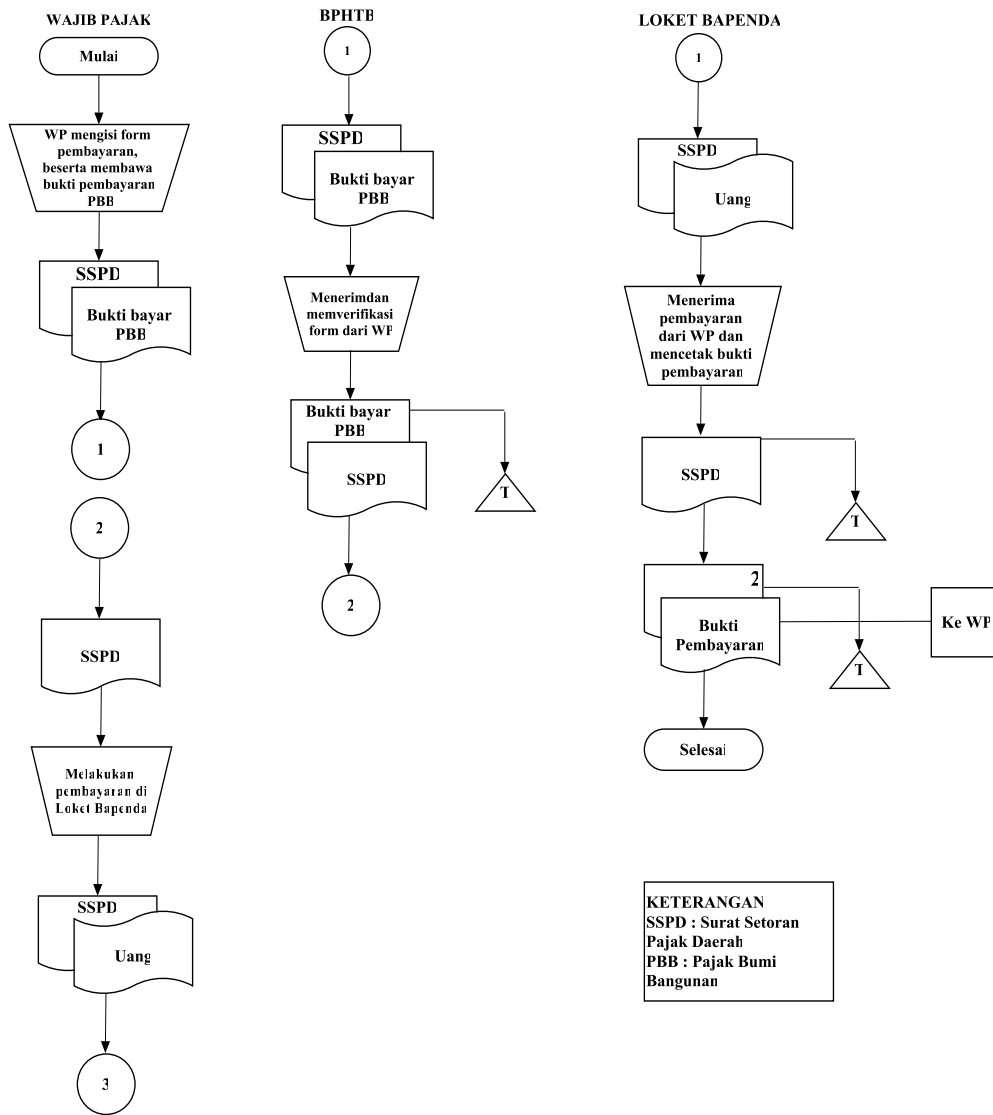 WAJIB PAJAK
Mulai
WP mengisi form
pembayaran,
beserta membawa
bukti pembayaran
PBB
SSPD
Bukti bayar
PBB
1
2
SSPD
Melakukan
pembayaran di
Loket Bapenda
SSPD
Uang
3
BPHTB
1
SSPD
Bukti bayar
PBB
Menerimdan
memverifikasi
form dari WP
Bukti bayar
PBB
SSPD
T
2
LOKET BAPENDA
1
SSPD
Uang
Menerima
pembayaran
dari WP dan
mencetak bukti
pembayaran
SSPD
T
2
Bukti
Pembayaran
Ke WP
T
Selesai
KETERANGAN
SSPD : Surat Setoran
Pajak Daerah
PBB : Pajak Bumi
Bangunan